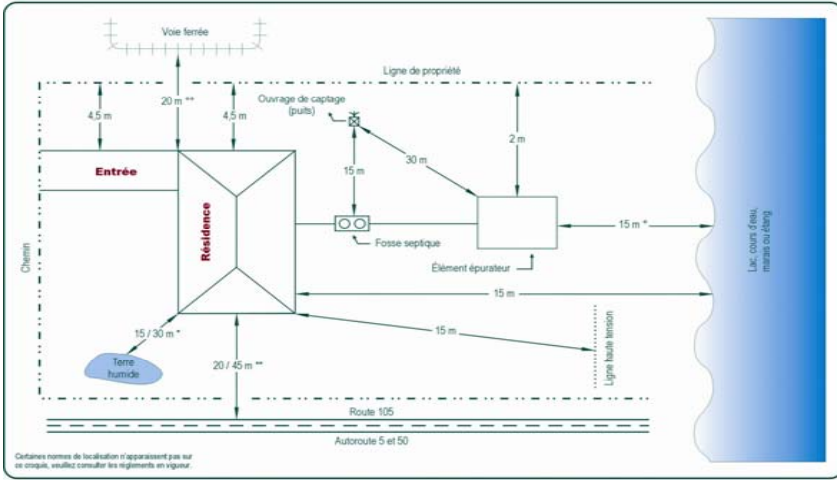 Voie ferrée
Ligne de propriété
4,5 m
20 m **
4,5 m
Ouvrage de captage
(puits)
2 m
30 m
15 m
Entrée
Résidence
Fosse septique
Élément épurateur
15 m *
Lac, cours d'eau,
marais ou étang
Chemin
15 m
15 m
Ligne haute tension
15 / 30 m *
Terre
humide
20 / 45 m **
Route 105
Autoroute 5 et 50
Certaines normes de localisation n'apparaissent pas sur
ce croquis, veuillez consulter les règlements en vigueur.